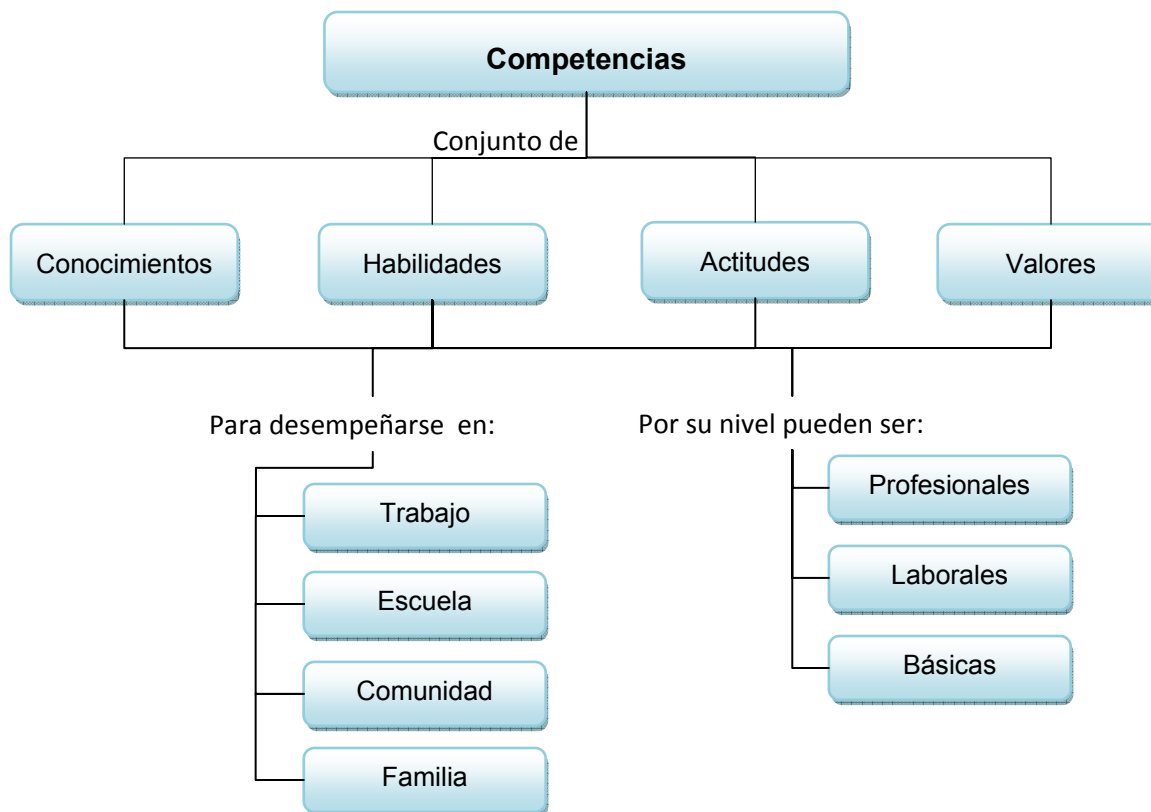 Competencias
Conjunto de
Conocimientos
Habilidades
Actitudes
Valores
Para desempeñarse en:
Trabajo
Escuela
Comunidad
Familia
Por su nivel pueden ser:
Profesionales
Laborales
Básicas